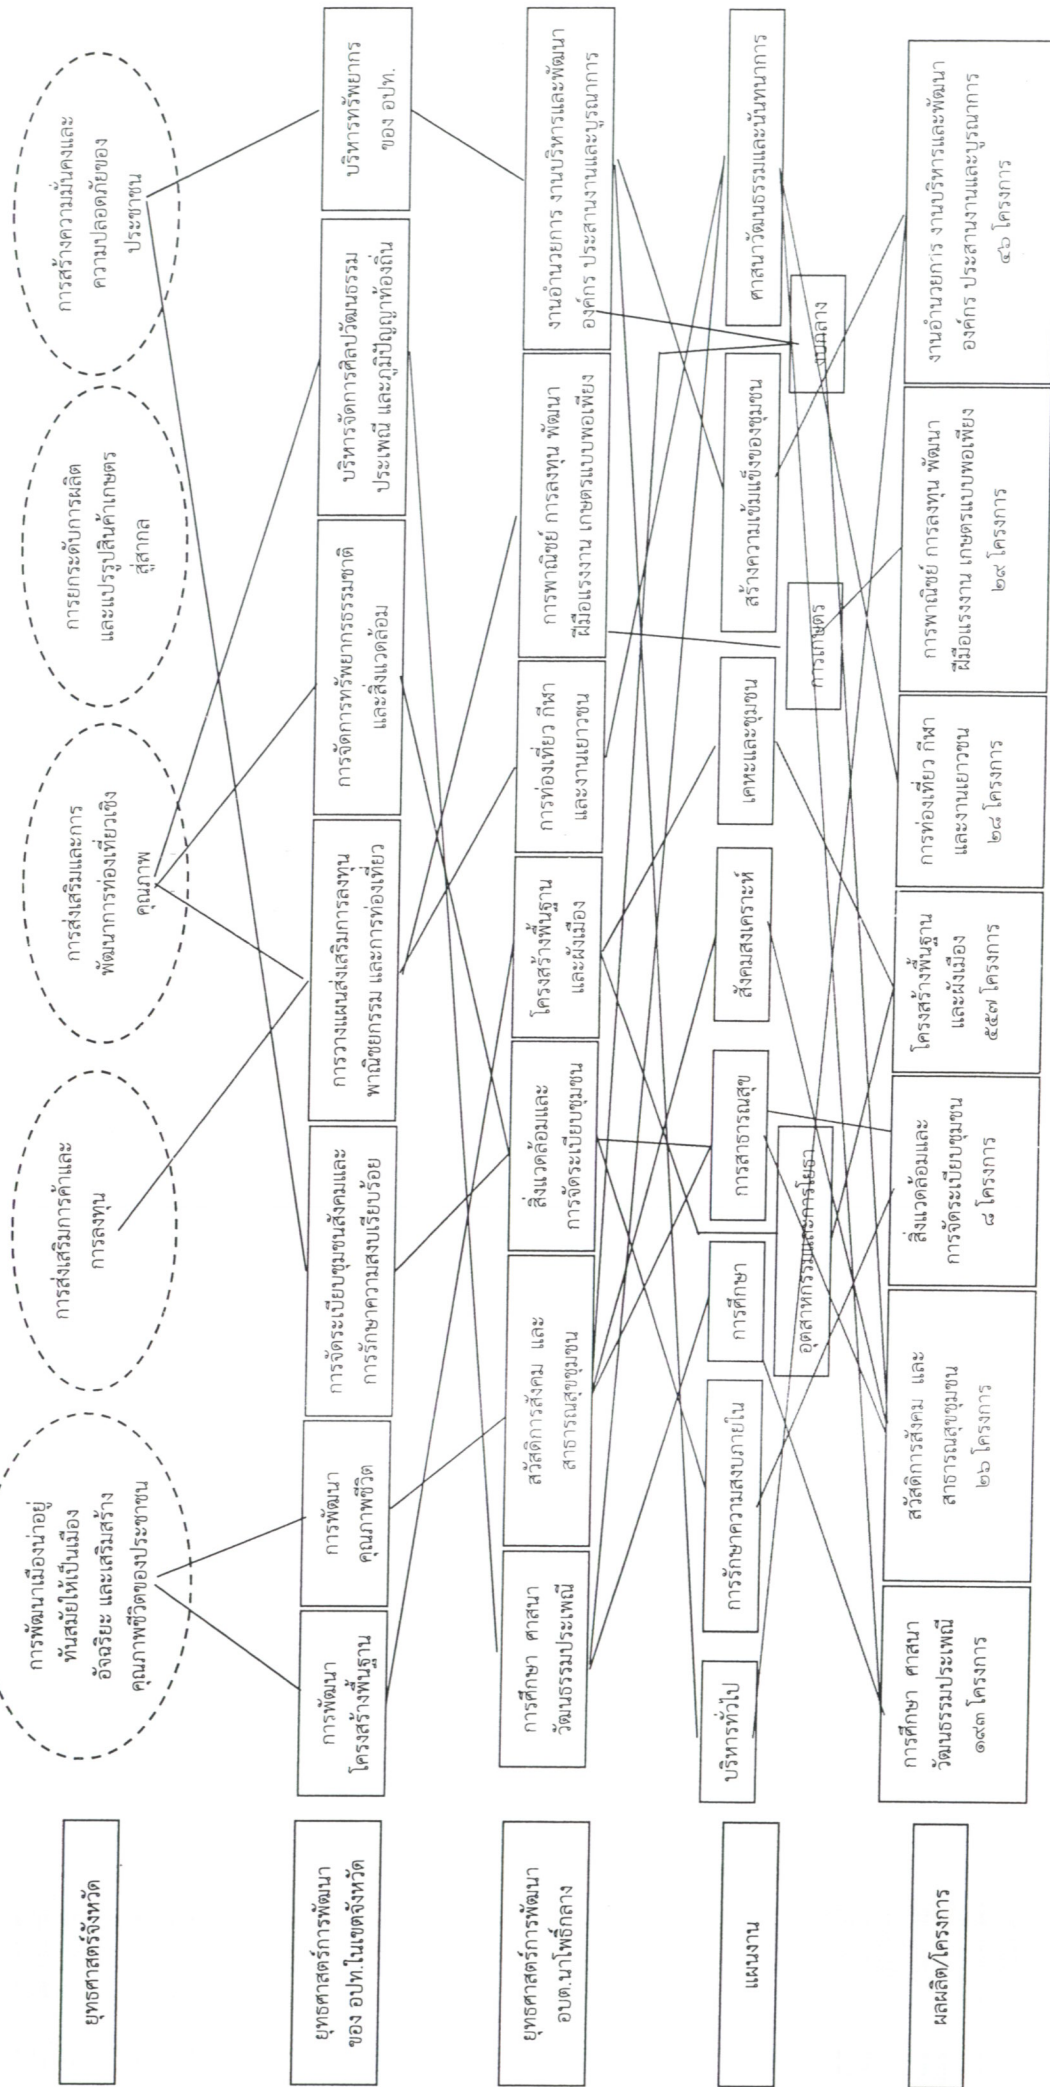 ยุทธศาสตร์จังหวัด
การพัฒนาเมืองน่าอยู่
ทันสมัยให้เป็นเมือง
อัจฉริยะ และเสริมสร้าง
คุณภาพชีวิตของประชาชน
การส่งเสริมการค้าและ
การลงทุน
การส่งเสริมและการ
พัฒนาการท่องเที่ยวเชิง
คุณภาพ
การยกระดับการผลิต
และแปรรูปสินค้าเกษตร
สู่สากล
การสร้างความมั่นคงและ
ความปลอดภัยของ
ประชาชน
ยุทธศาสตร์การพัฒนา
ของ อปท.ในเขตจังหวัด
การพัฒนา
โครงสร้างพื้นฐาน
การพัฒนา
คุณภาพชีวิต
การจัดระเบียบชุมชนสังคมและ
การรักษาความสงบเรียบร้อย
การวางแผนส่งเสริมการลงทุน
พาณิชยกรรม และการท่องเที่ยว
การจัดการทรัพยากรธรรมชาติ
และสิ่งแวดล้อม
บริหารจัดการศิลปวัฒนธรรม
ประเพณี และภูมิปัญญาท้องถิ่น
บริหารทรัพยากร
ของ อปท.
ยุทธศาสตร์การพัฒนา
อบต.นาโพธิ์กลาง
การศึกษา ศาสนา
วัฒนธรรมประเพณี
สวัสดิการสังคม และ
สาธารณสุขชุมชน
สิ่งแวดล้อมและ
การจัดระเบียบชุมชน
โครงสร้างพื้นฐาน
และผังเมือง
การท่องเที่ยว กีฬา
และงานเยาวชน
การพาณิชย์ การลงทุน พัฒนา
ฝีมือแรงงาน เกษตรแบบพอเพียง
งานอำนวยการ งานบริหารและพัฒนา
องค์กร ประสานงานและบูรณาการ
แผนงาน
บริหารทั่วไป
การรักษาความสงบภายใน
การศึกษา
การสาธารณสุข
สังคมสงเคราะห์
เคหะและชุมชน
สร้างความเข้มแข็งของชุมชน
ศาสนาวัฒนธรรมและนันทนาการ
อุตสาหกรรมและการโยธา
การเกษตร
งบกลาง
ผลผลิต/โครงการ
การศึกษา ศาสนา
วัฒนธรรมประเพณี
๑๙๓ โครงการ
สวัสดิการสังคม และ
สาธารณสุขชุมชน
๒๖ โครงการ
สิ่งแวดล้อมและ
การจัดระเบียบชุมชน
๘ โครงการ
โครงสร้างพื้นฐาน
และผังเมือง
๕๕๗ โครงการ
การท่องเที่ยว กีฬา
และงานเยาวชน
๒๘ โครงการ
การพาณิชย์ การลงทุน พัฒนา
ฝีมือแรงงาน เกษตรแบบพอเพียง
๒๙ โครงการ
งานอำนวยการ งานบริหารและพัฒนา
องค์กร ประสานงานและบูรณาการ
๔๖ โครงการ